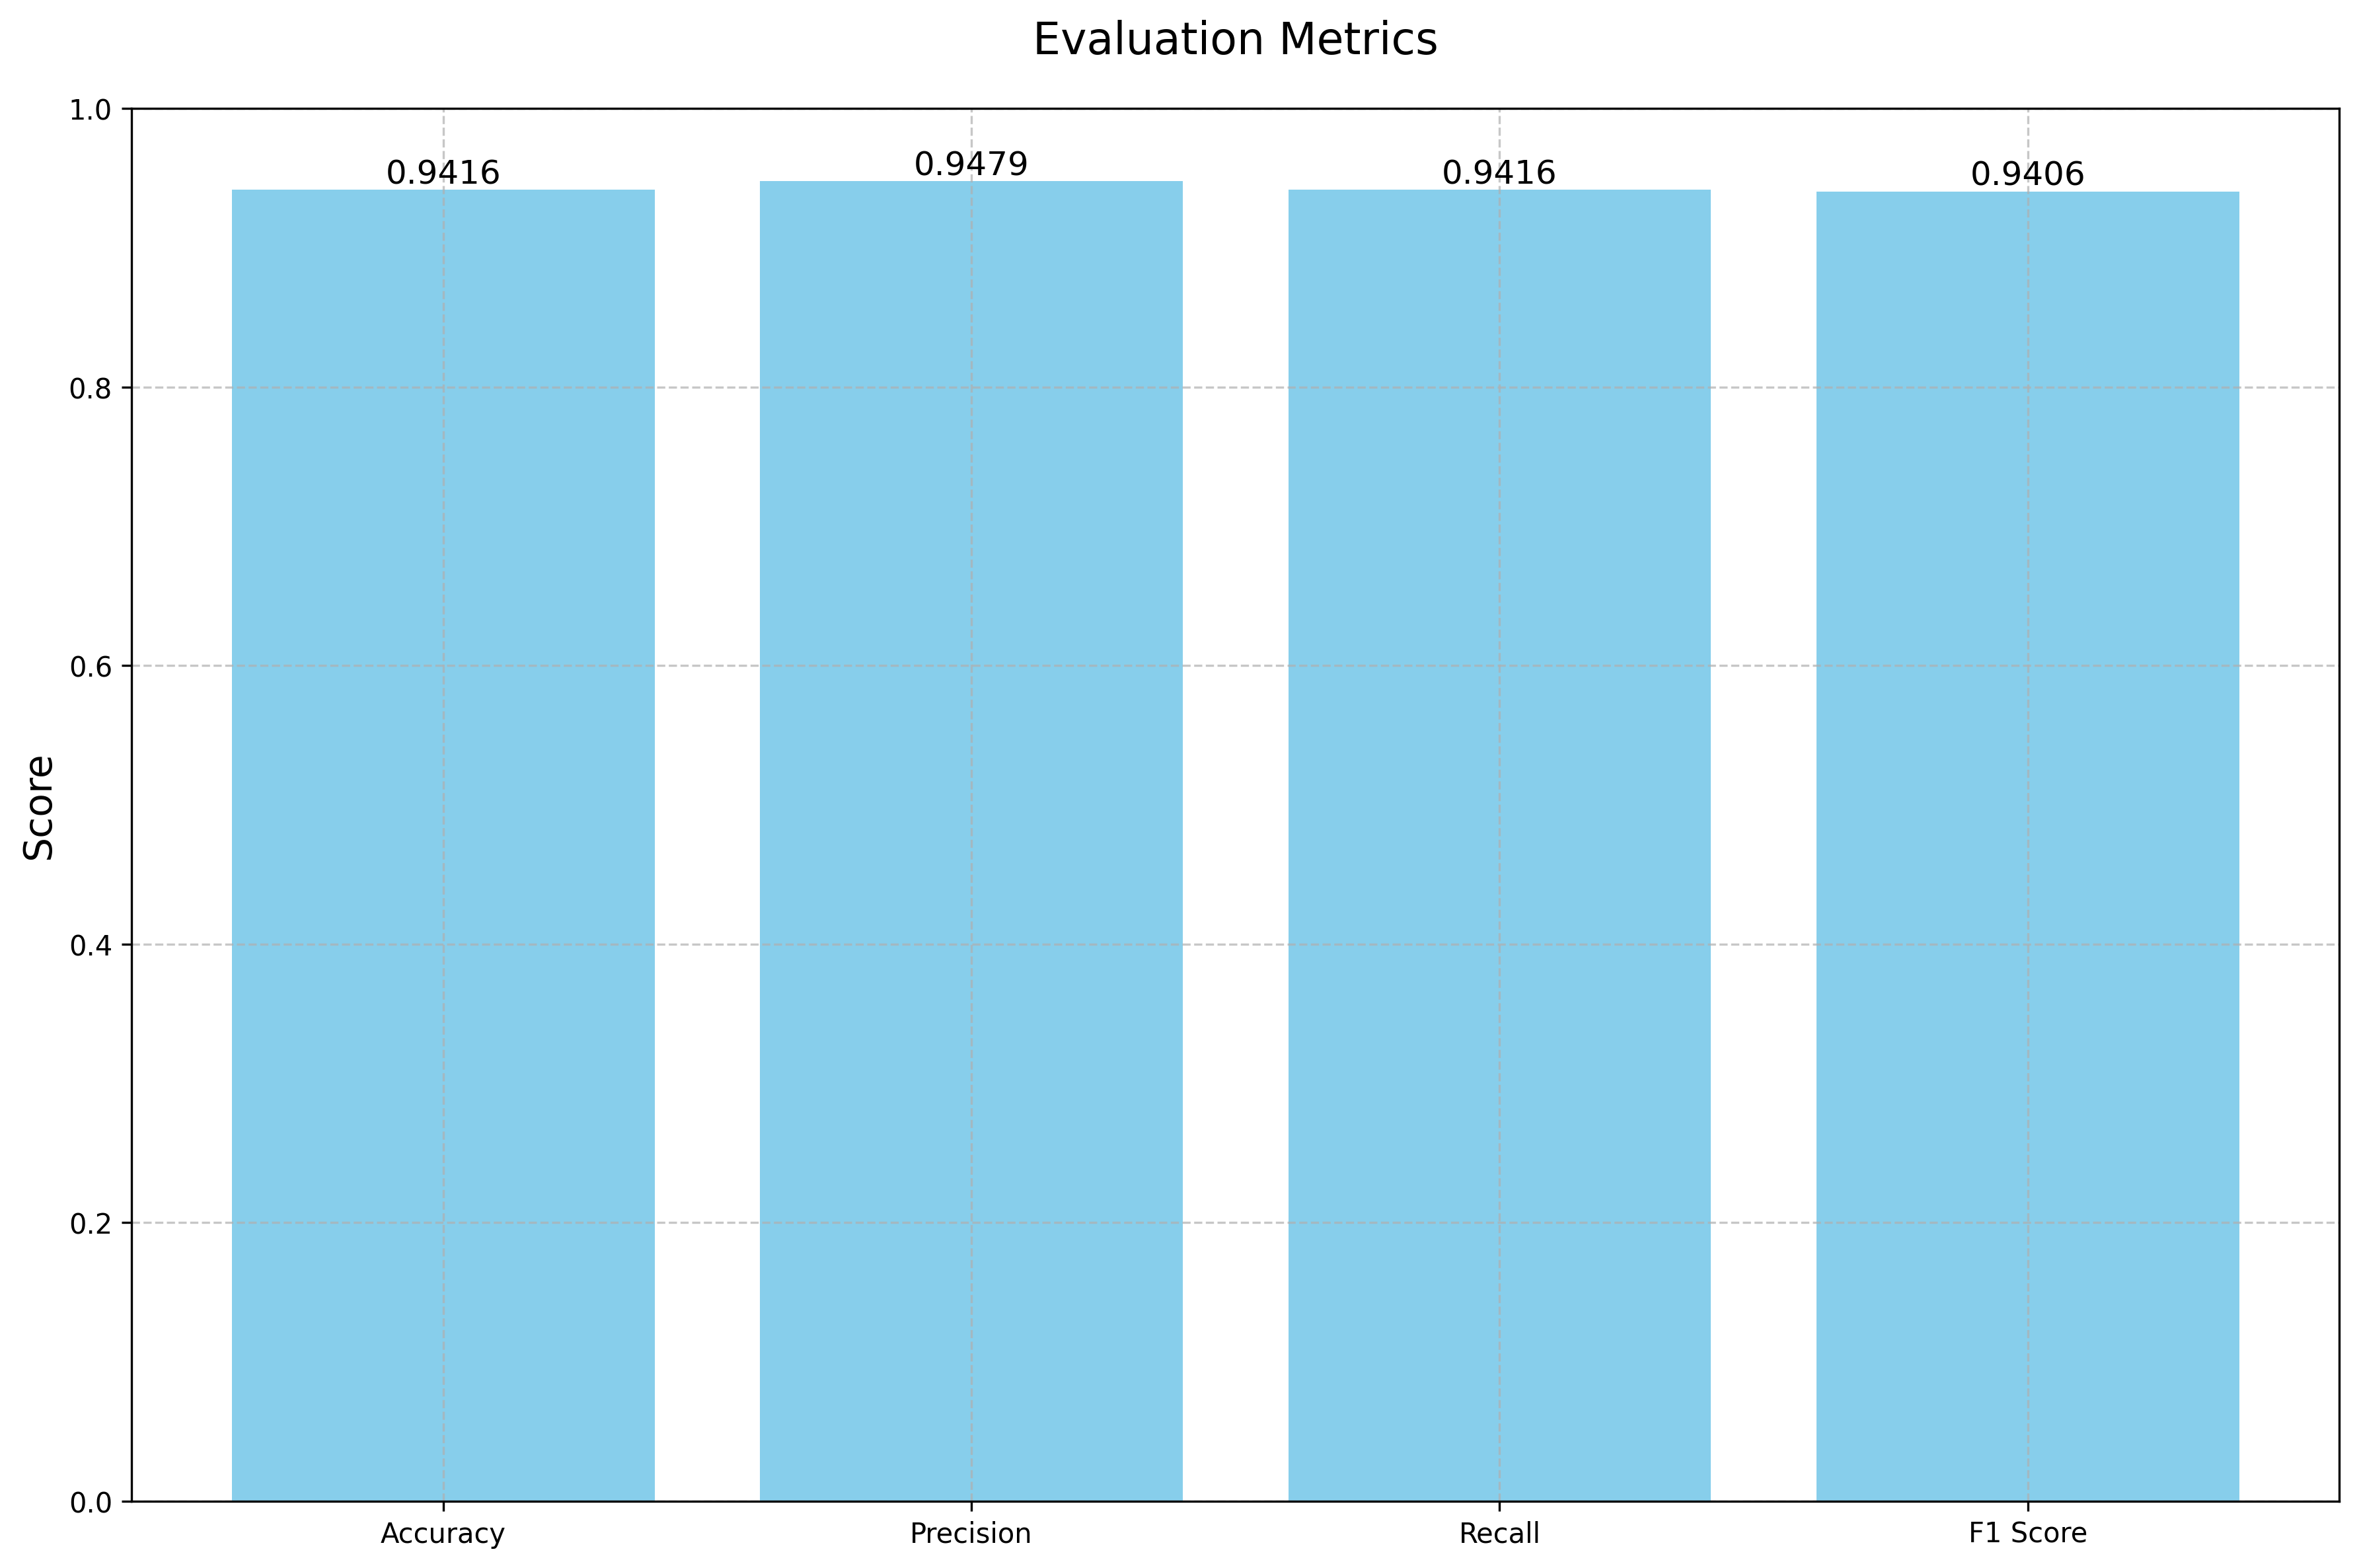 Evaluation Metrics
1.0
0.9416
0.9479
0.9416
0.9406
0.8
0.6
Score
0.4
0.2
0.0
Accuracy
Precision
Recall
F1 Score